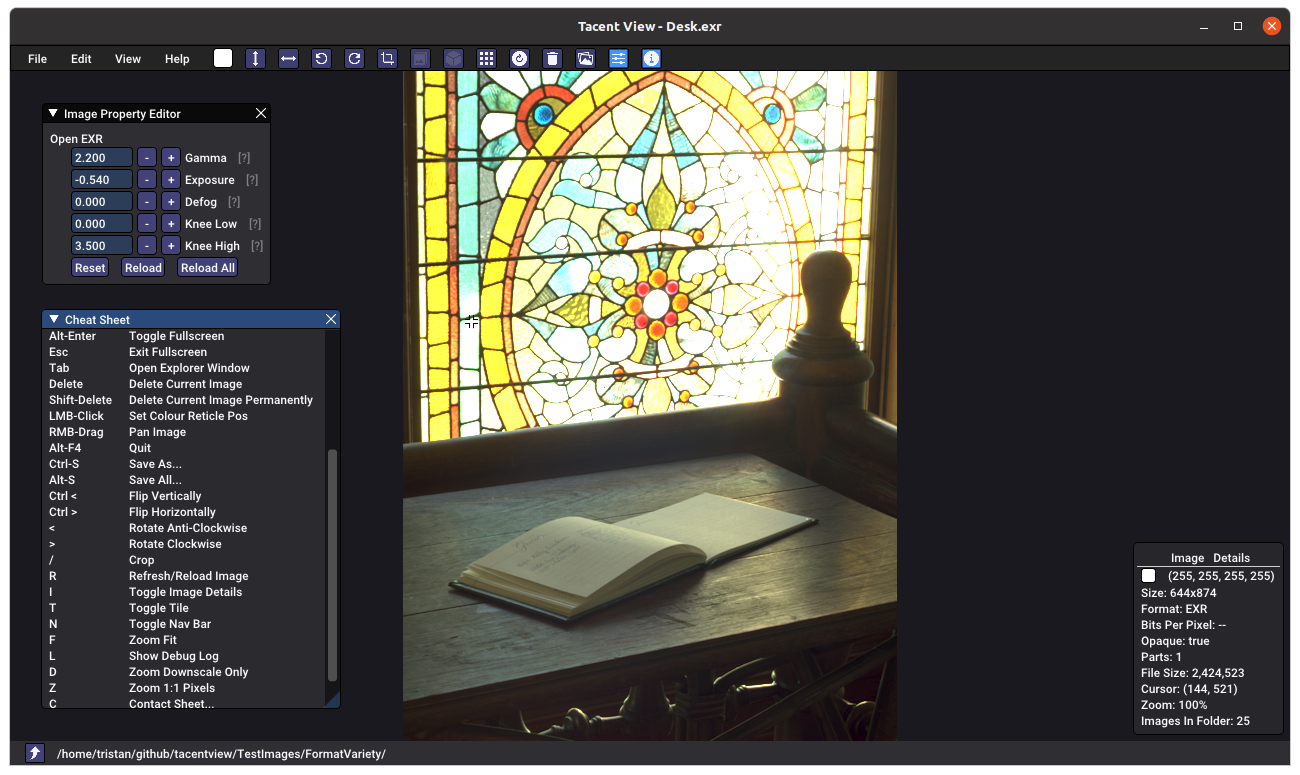 Tacent View - Desk.exr
File Edit View Help
Image Property Editor
Open EXR
2.200 - + Gamma [?]
-0.540 - + Exposure [?]
0.000 - + Defog [?]
0.000 - + Knee Low [?]
3.500 - + Knee High [?]
Reset Reload Reload All
Cheat Sheet
Alt-Enter Toggle Fullscreen
Esc Exit Fullscreen
Tab Open Explorer Window
Delete Delete Current Image
Shift-Delete Delete Current Image Permanently
LMB-Click Set Colour Reticle Pos
RMB-Drag Pan Image
Alt-F4 Quit
Ctrl-S Save As...
Alt-S Save All...
Ctrl < Flip Vertically
Ctrl > Flip Horizontally
< Rotate Anti-Clockwise
> Rotate Clockwise
/ Crop
R Refresh/Reload Image
I Toggle Image Details
T Toggle Tile
N Toggle Nav Bar
F Zoom Fit
L Show Debug Log
D Zoom Downscale Only
Z Zoom 1:1 Pixels
C Contact Sheet...
Image Details
(255, 255, 255, 255)
Size: 644x874
Format: EXR
Bits Per Pixel: --
Opaque: true
Parts: 1
File Size: 2,424,523
Cursor: (144, 521)
Zoom: 100%
Images In Folder: 25
/home/tristan/github/tacentview/TestImages/FormatVariety/